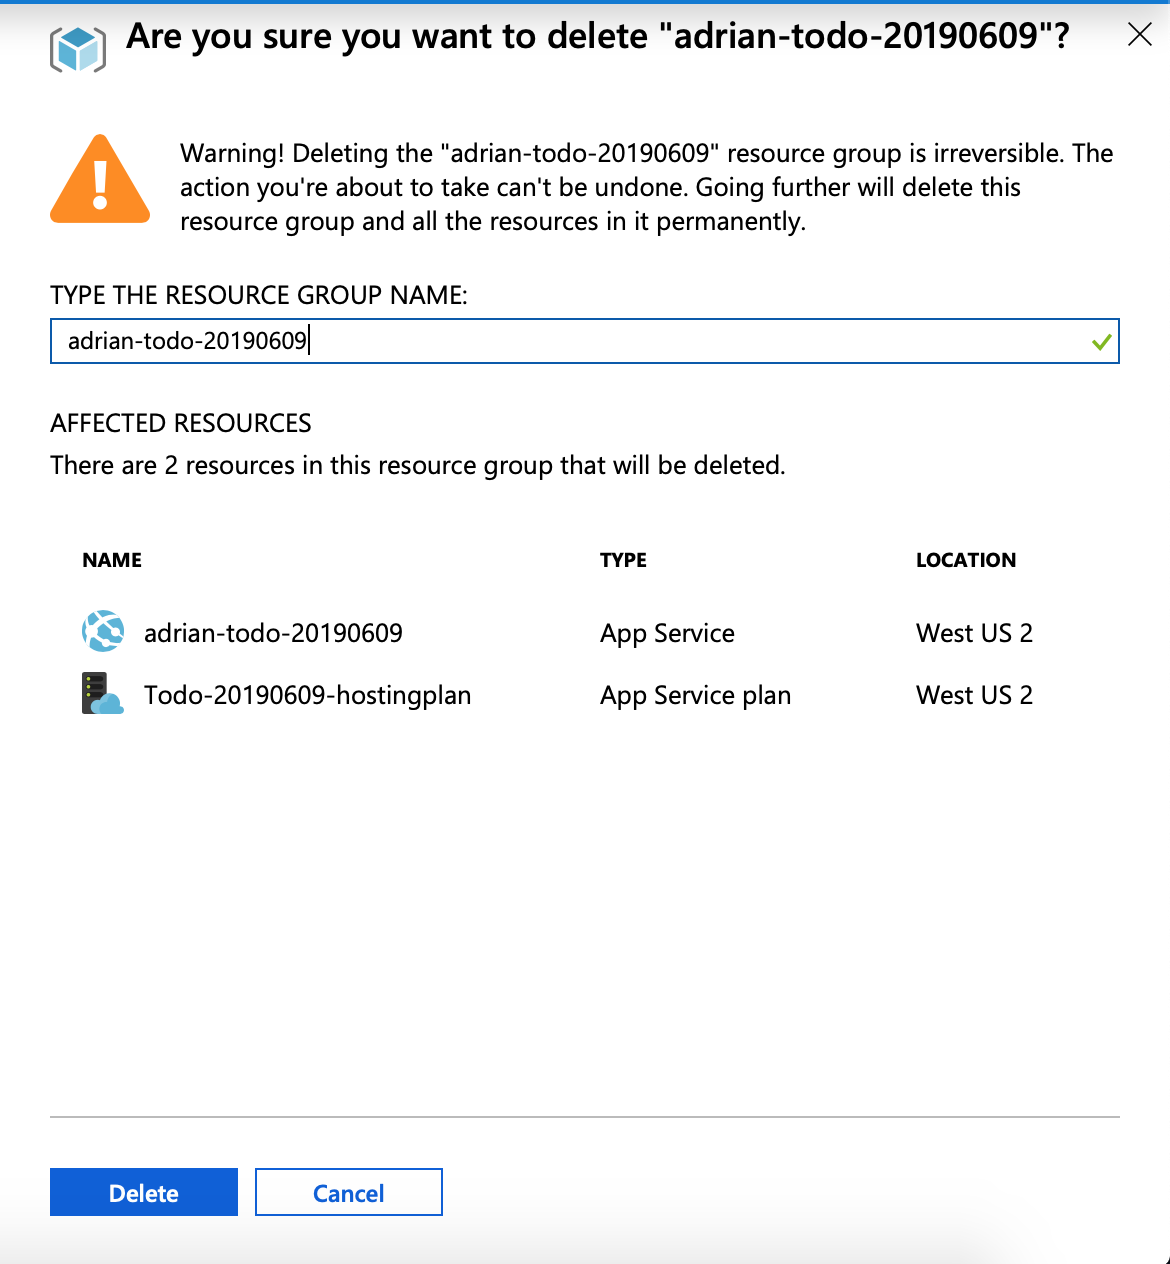 Are you sure you want to delete "adrian-todo-20190609"?
Warning! Deleting the "adrian-todo-20190609" resource group is irreversible. The
action you're about to take can't be undone. Going further will delete this
resource group and all the resources in it permanently.
TYPE THE RESOURCE GROUP NAME:
adrian-todo-20190609
AFFECTED RESOURCES
There are 2 resources in this resource group that will be deleted.
NAME TYPE LOCATION
adrian-todo-20190609 App Service West US 2
Todo-20190609-hostingplan App Service plan West US 2
Delete Cancel